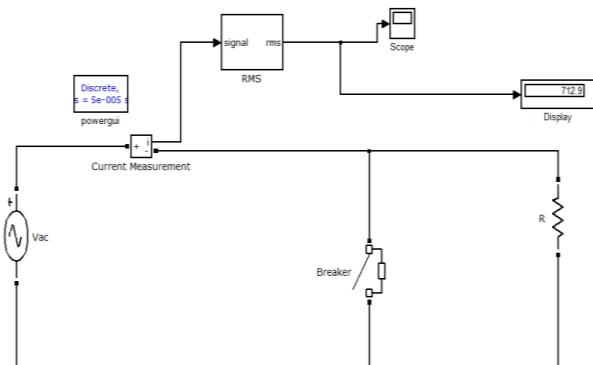 signal rms
RMS
Scope
Discrete,
s = 5e-005 s
powergui
712.9
Display
i
+
-
Current Measurement
+
Vac
Breaker
R